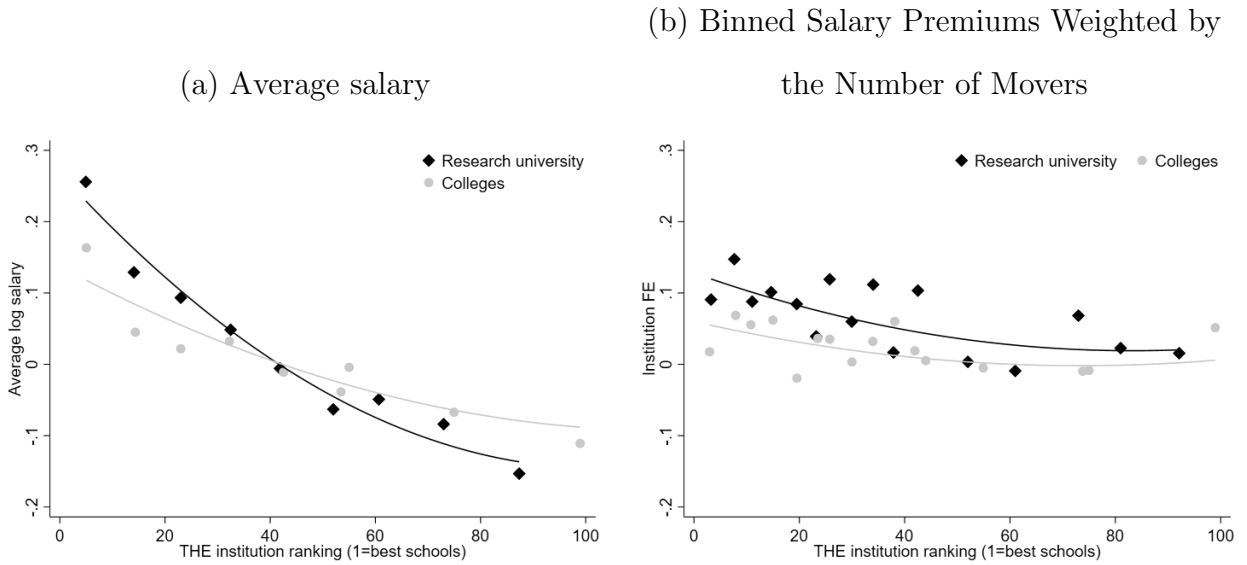 (a) Average salary
.3
.2
.1
0
-.1
-.2
Average log salary
Research university
Colleges
0 20 40 60 80 100
THE institution ranking (1=best schools)
(b) Binned Salary Premiums Weighted by
the Number of Movers
.3
.2
.1
0
-.1
-.2
Institution FE
Research university Colleges
0 20 40 60 80 100
THE institution ranking (1=best schools)